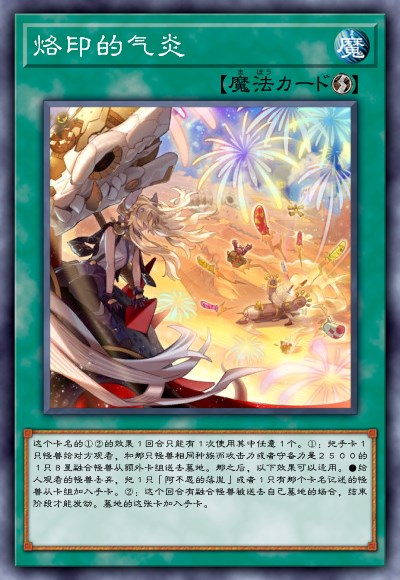 烙印的气炎
魔
【魔法カード】
まほう
这个卡名的①②的效果1回合只能有1次使用其中任意1个。①：把手卡1
只怪兽给对方观看，和那只怪兽相同种族而攻击力或者守备力是2500的
1只8星融合怪兽从额外卡组送去墓地。那之后，以下效果可以适用。●给
人观看的怪兽丢弃，把1只「阿不思的落胤」或者1只有那个卡名记述的怪
兽从卡组加入手卡。②：这个回合有融合怪兽被送去自己墓地的场合，结束
阶段才能发动。墓地的这张卡加入手卡。